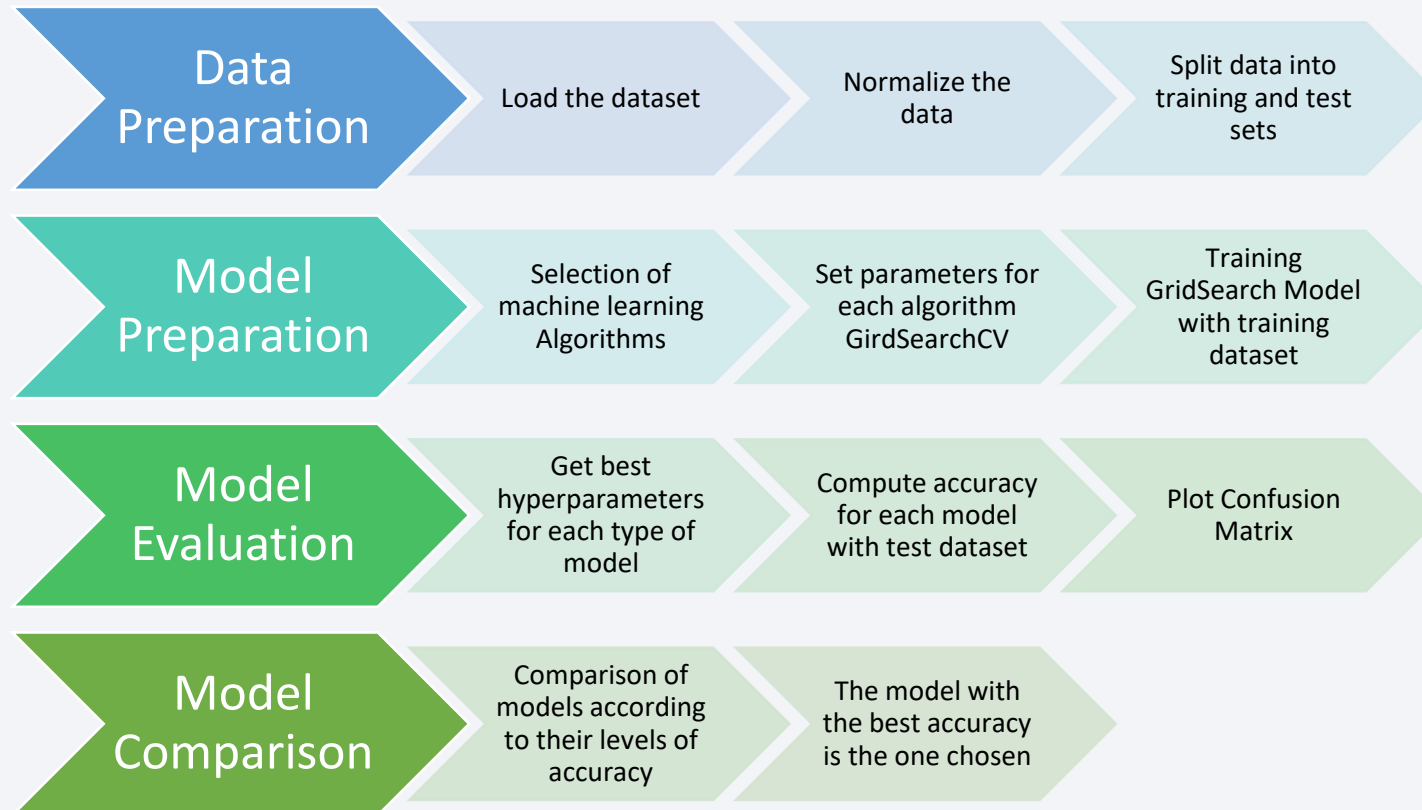 Data
Preparation
Load the dataset
Normalize the
data
Split data into
training and test
sets
Model
Preparation
Selection of
machine learning
Algorithms
Set parameters for
each algorithm
GirdSearchCV
Training
GridSearch Model
with training
dataset
Model
Evaluation
Get best
hyperparameters
for each type of
model
Compute accuracy
for each model
with test dataset
Plot Confusion
Matrix
Model
Comparison
Comparison of
models according
to their levels of
accuracy
The model with
the best accuracy
is the one chosen